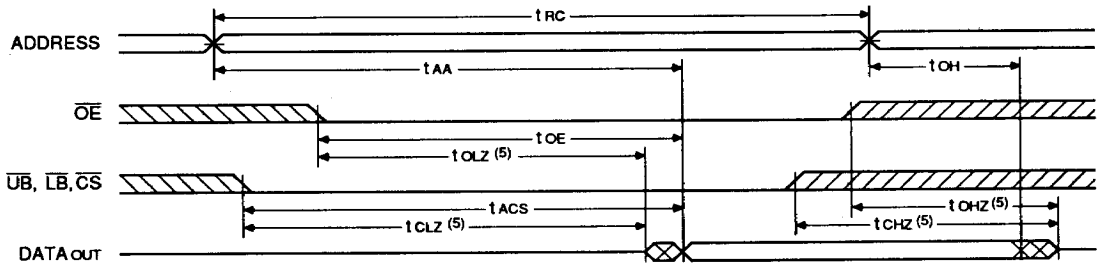 tRC
ADDRESS
tAA
tOH
OE
tOE
tOLZ (5)
UB, LB, CS
tACS
tOHZ (5)
tCLZ (5)
tCHZ (5)
DATA OUT